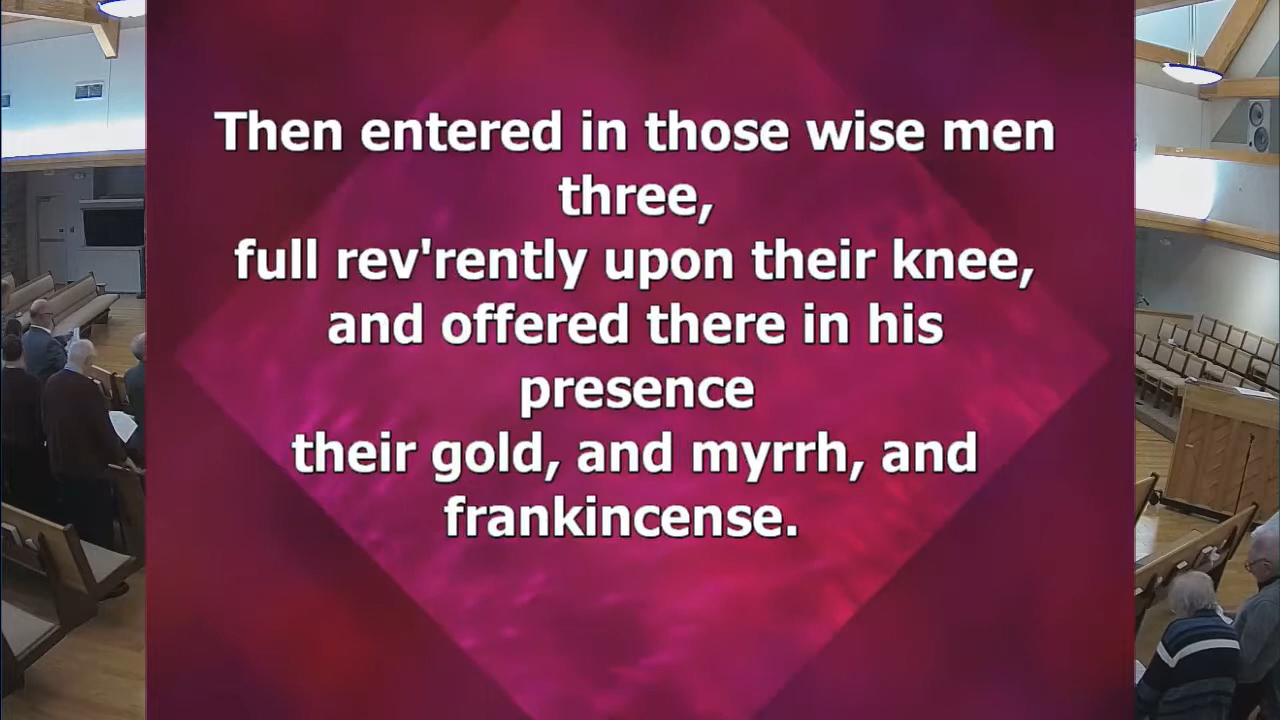 Then entered in those wise men
three,
full rev'rently upon their knee,
and offered there in his
presence
their gold, and myrrh, and
frankincense.